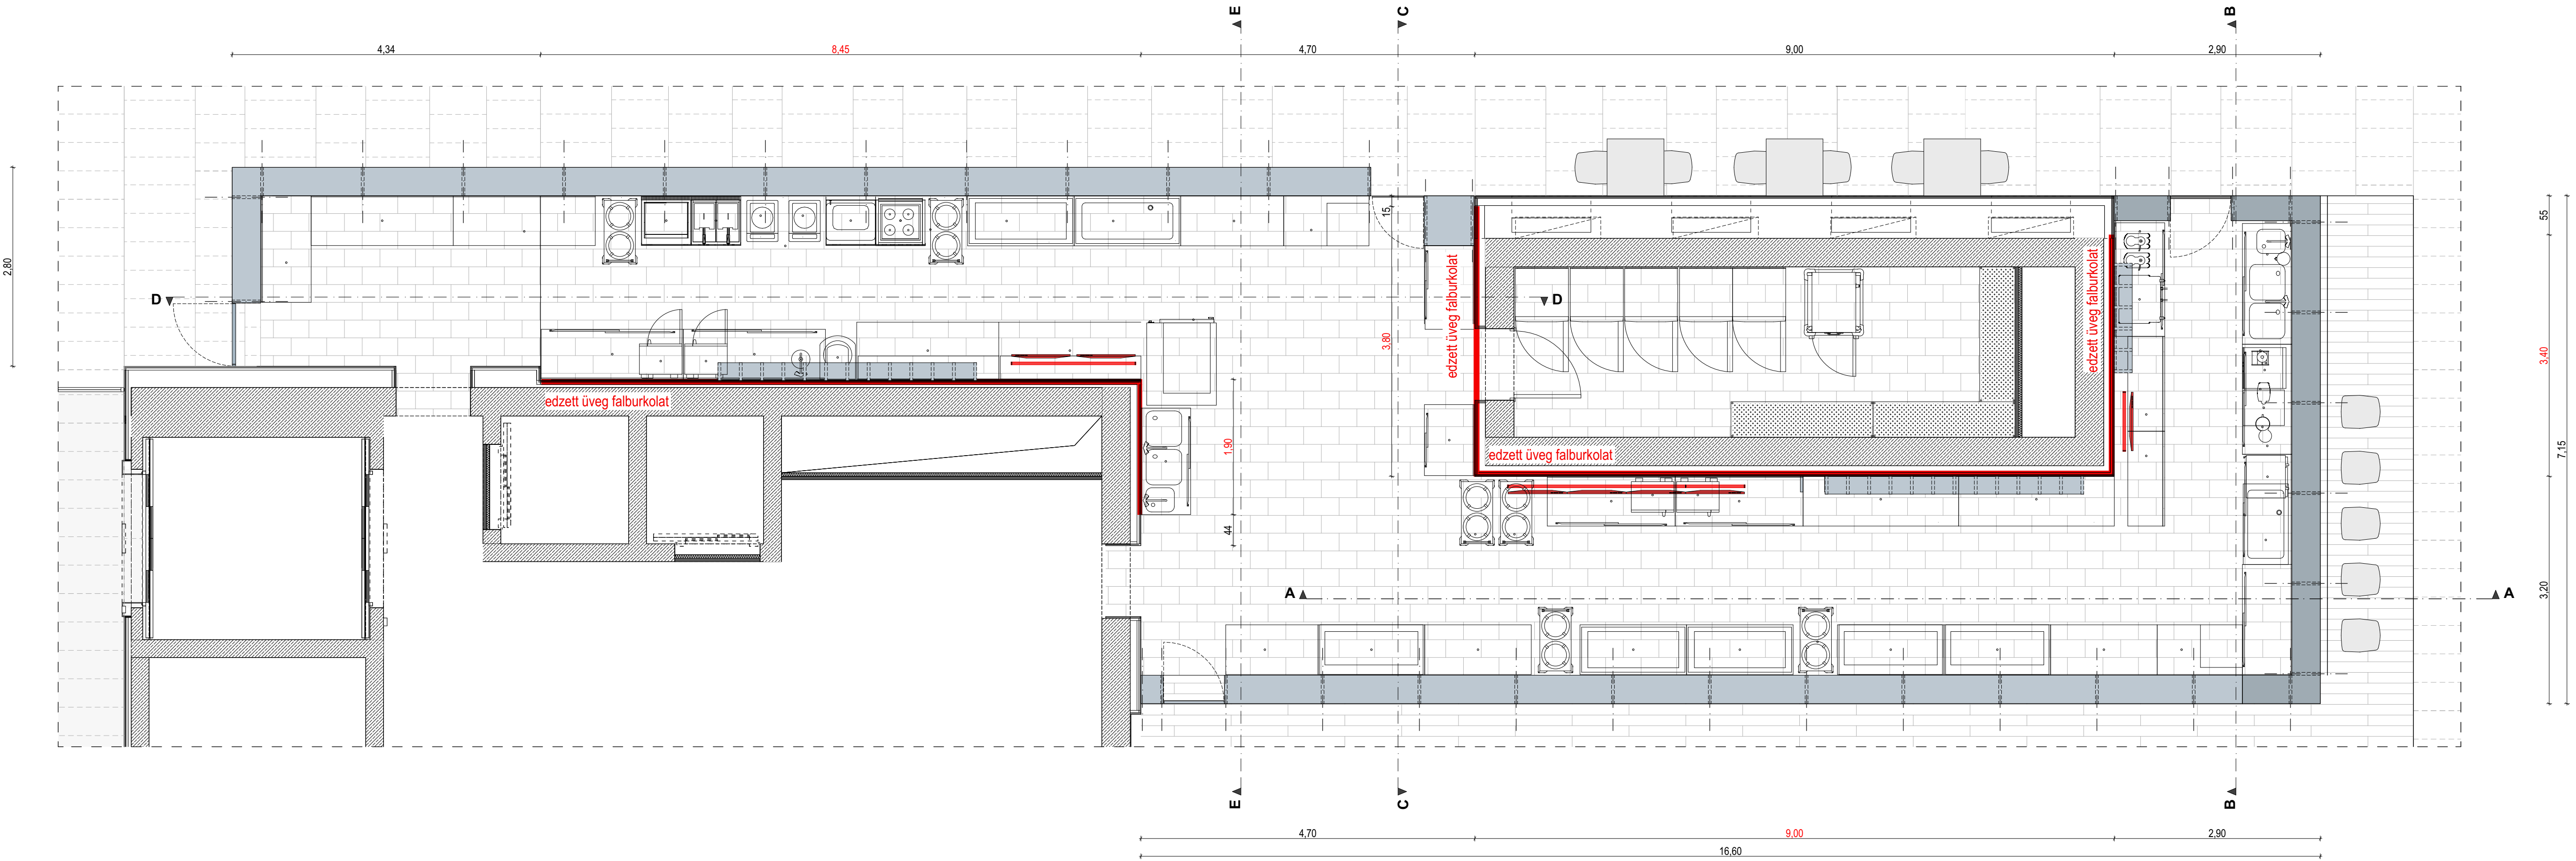 E
C
B
4,34
8,45
4,70
9,00
2,90
2,80
15
55
D
D
edzett üveg falburkolat
edzett üveg falburkolat
3,80
3,40
edzett üveg falburkolat
1,90
edzett üveg falburkolat
7,15
44
A
A
3,20
E
C
B
4,70
9,00
2,90
16,60